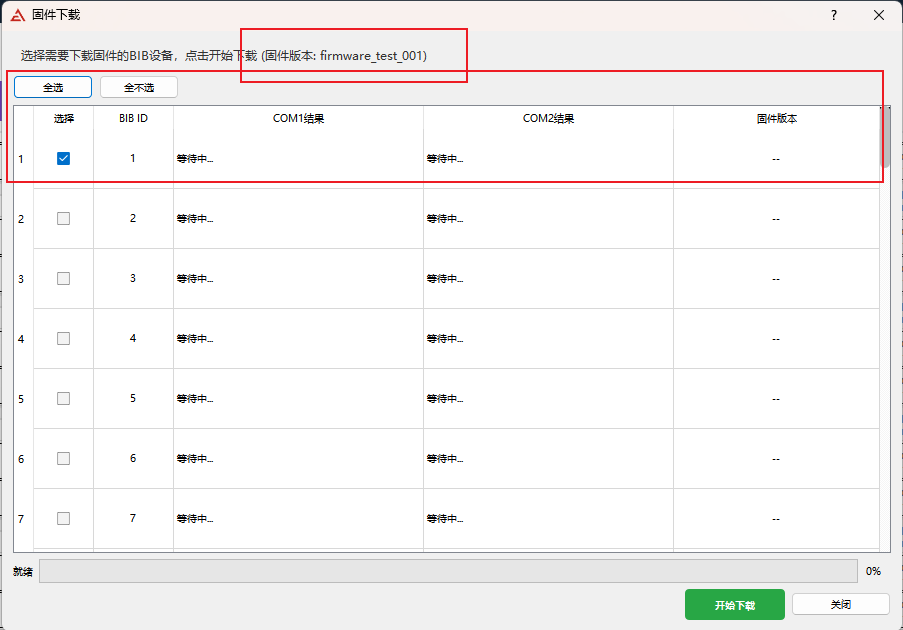 固件下载
?
选择需要下载固件的BIB设备，点击开始下载 (固件版本: firmware_test_001)
全选 全不选
选择 BIB ID COM1结果 COM2结果 固件版本
1 1 等待中... 等待中... --
2 2 等待中... 等待中... --
3 3 等待中... 等待中... --
4 4 等待中... 等待中... --
5 5 等待中... 等待中... --
6 6 等待中... 等待中... --
7 7 等待中... 等待中... --
就绪 0%
开始下载 关闭